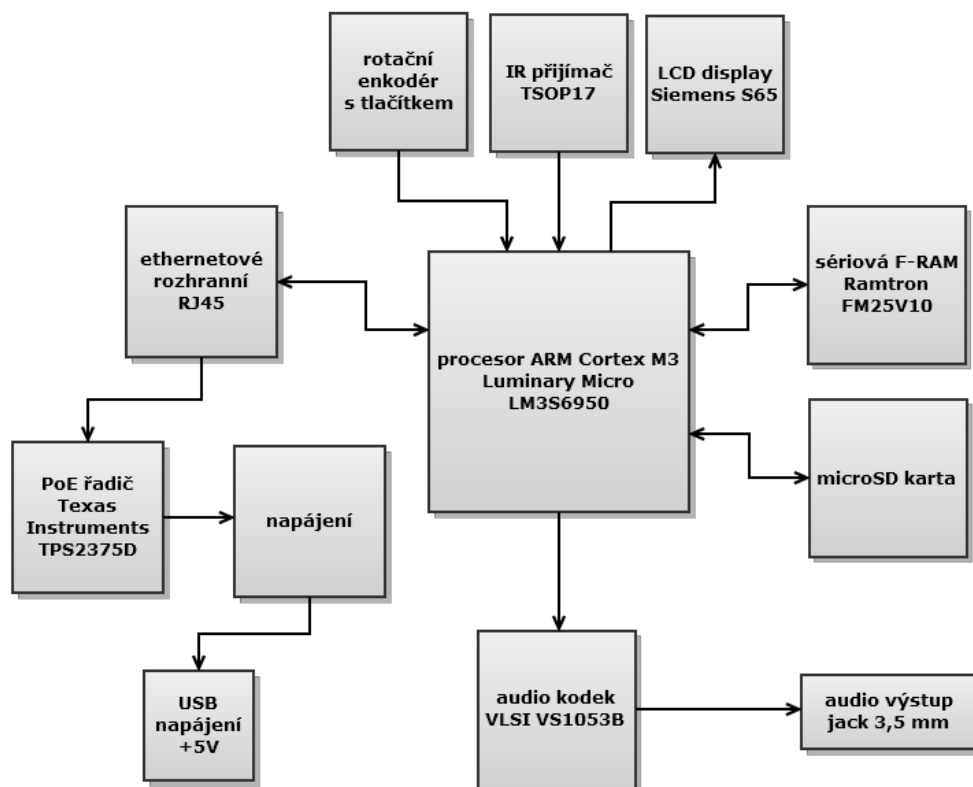 rotační
enkodér
s tlačítkem
IR přijímač
TSOP17
LCD display
Siemens S65
ethernetové
rozhranní
RJ45
procesor ARM Cortex M3
Luminary Micro
LM3S6950
sériová F-RAM
Ramtron
FM25V10
PoE řadič
Texas
Instruments
TPS2375D
napájení
microSD karta
USB
napájení
+5V
audio kodek
VLSI VS1053B
audio výstup
jack 3,5 mm